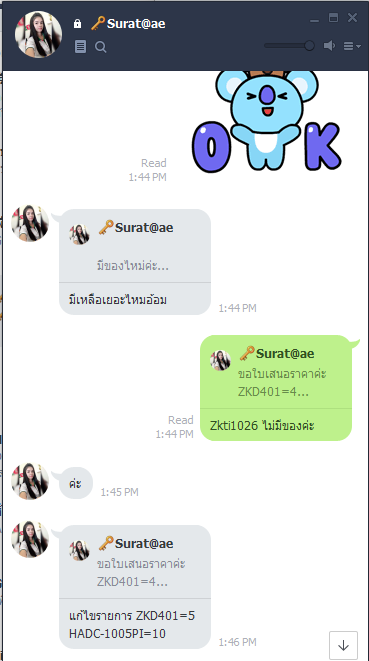 Surat@ae
OK
Read
1:44 PM
Surat@ae
มีของไหม่ค่ะ...
มีเหลือเยอะไหมอ้อม
1:44 PM
Surat@ae
ขอใบเสนอราคาค่ะ
ZKD401=4...
Read
1:44 PM
Zkti1026 ไม่มีของค่ะ
ค่ะ
1:45 PM
Surat@ae
ขอใบเสนอราคาค่ะ
ZKD401=4...
แก้ไขรายการ ZKD401=5
HADC-1005PI=10
1:46 PM